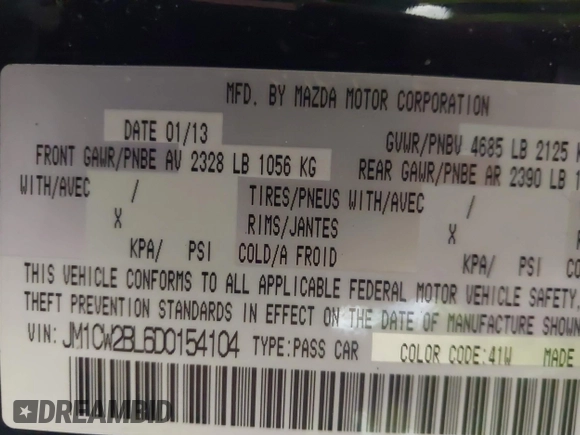 MFD. BY MAZDA MOTOR CORPORATION
DATE 01/13
GVWR/PNBV 4685 LB 2125 K
FRONT GAWR/PNBE AV 2328 LB 1056 KG
REAR GAWR/PNBE AR 2390 LB 1
WITH/AVEC / TIRES/PNEUS WITH/AVEC /
X RIMS/JANTES X
KPA/ PSI COLD/A FROID KPA/ PSI
THIS VEHICLE CONFORMS TO ALL APPLICABLE FEDERAL MOTOR VEHICLE SAFETY,
THEFT PREVENTION STANDARDS IN EFFECT ON THE DATE OF MANUFACTURE SHOWN
VIN: JM1CW2BL6D0154104 TYPE:PASS CAR COLOR CODE:41W MADE
DREAMBID